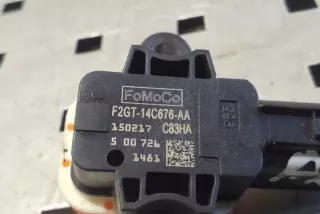 FoMoCo
F2GT-14C676-AA
150217 C83HA
5 00 726
1481